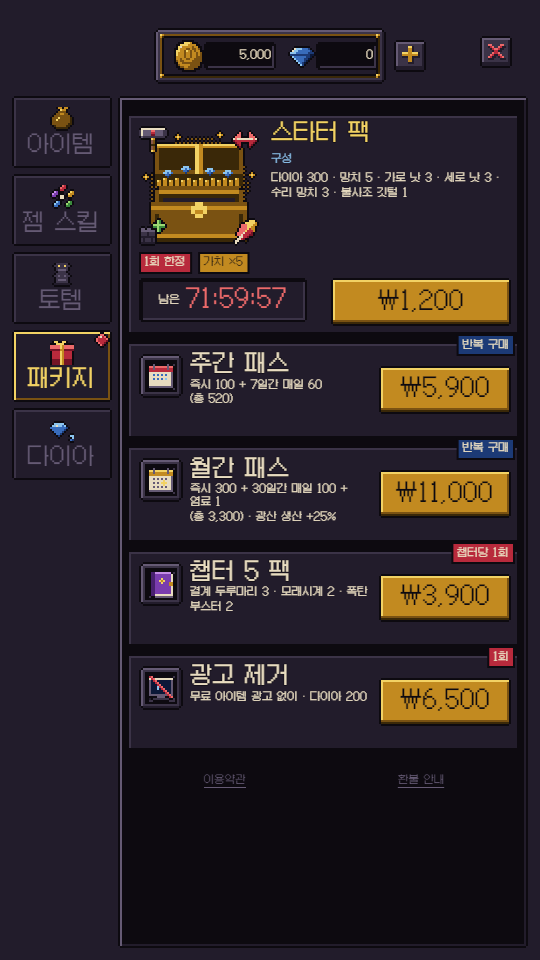 5,000
0
아이템
젬 스킬
토템
패키지
다이아
스타터 팩
구성
다이아 300 · 망치 5 · 가로 낫 3 · 세로 낫 3 ·
수리 망치 3 · 불사조 깃털 1
1회 한정
가치 ×5
남은 71:59:57
₩1,200
반복 구매
주간 패스
즉시 100 + 7일간 매일 60
(총 520)
₩5,900
반복 구매
월간 패스
즉시 300 + 30일간 매일 100 +
염료 1
(총 3,300) · 광산 생산 +25%
₩11,000
챕터당 1회
챕터 5 팩
결계 두루마리 3 · 모래시계 2 · 폭탄
부스터 2
₩3,900
1회
광고 제거
무료 아이템 광고 없이 · 다이아 200
₩6,500
이용약관
환불 안내